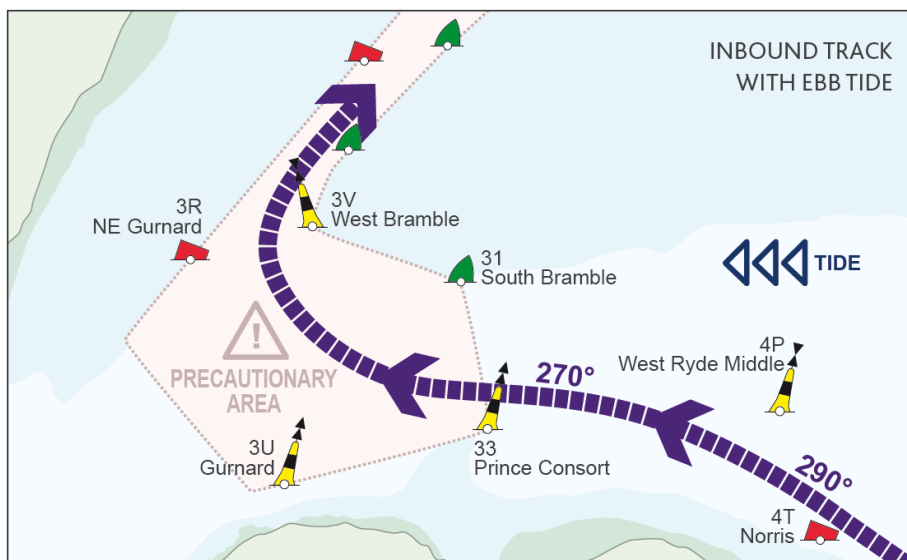 INBOUND TRACK
WITH EBB TIDE
3R
NE Gurnard
3V
West Bramble
31
South Bramble
TIDE
!
PRECAUTIONARY
AREA
270°
4P
West Ryde Middle
3U
Gurnard
33
Prince Consort
290°
4T
Norris